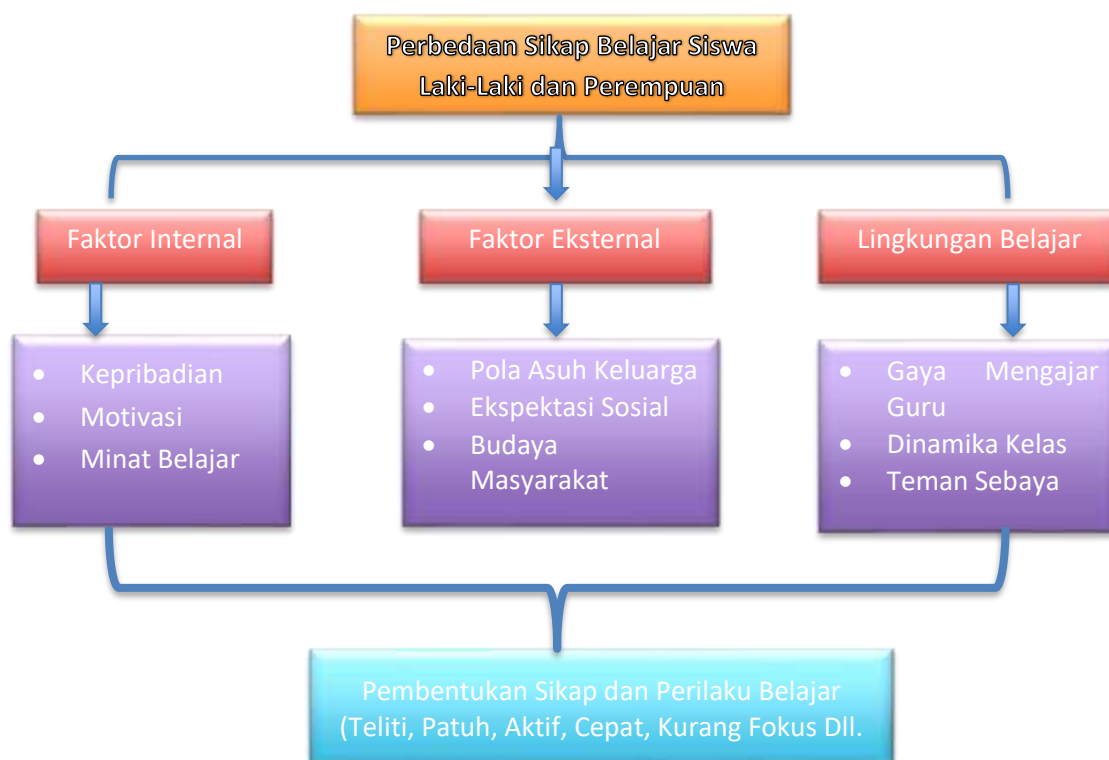 Perbedaan Sikap Belajar Siswa
Laki-Laki dan Perempuan
Faktor Internal
Faktor Eksternal
Lingkungan Belajar
• Kepribadian
• Motivasi
• Minat Belajar
• Pola Asuh Keluarga
• Ekspektasi Sosial
• Budaya
Masyarakat
• Gaya Mengajar
Guru
• Dinamika Kelas
• Teman Sebaya
Pembentukan Sikap dan Perilaku Belajar
(Teliti, Patuh, Aktif, Cepat, Kurang Fokus Dll.